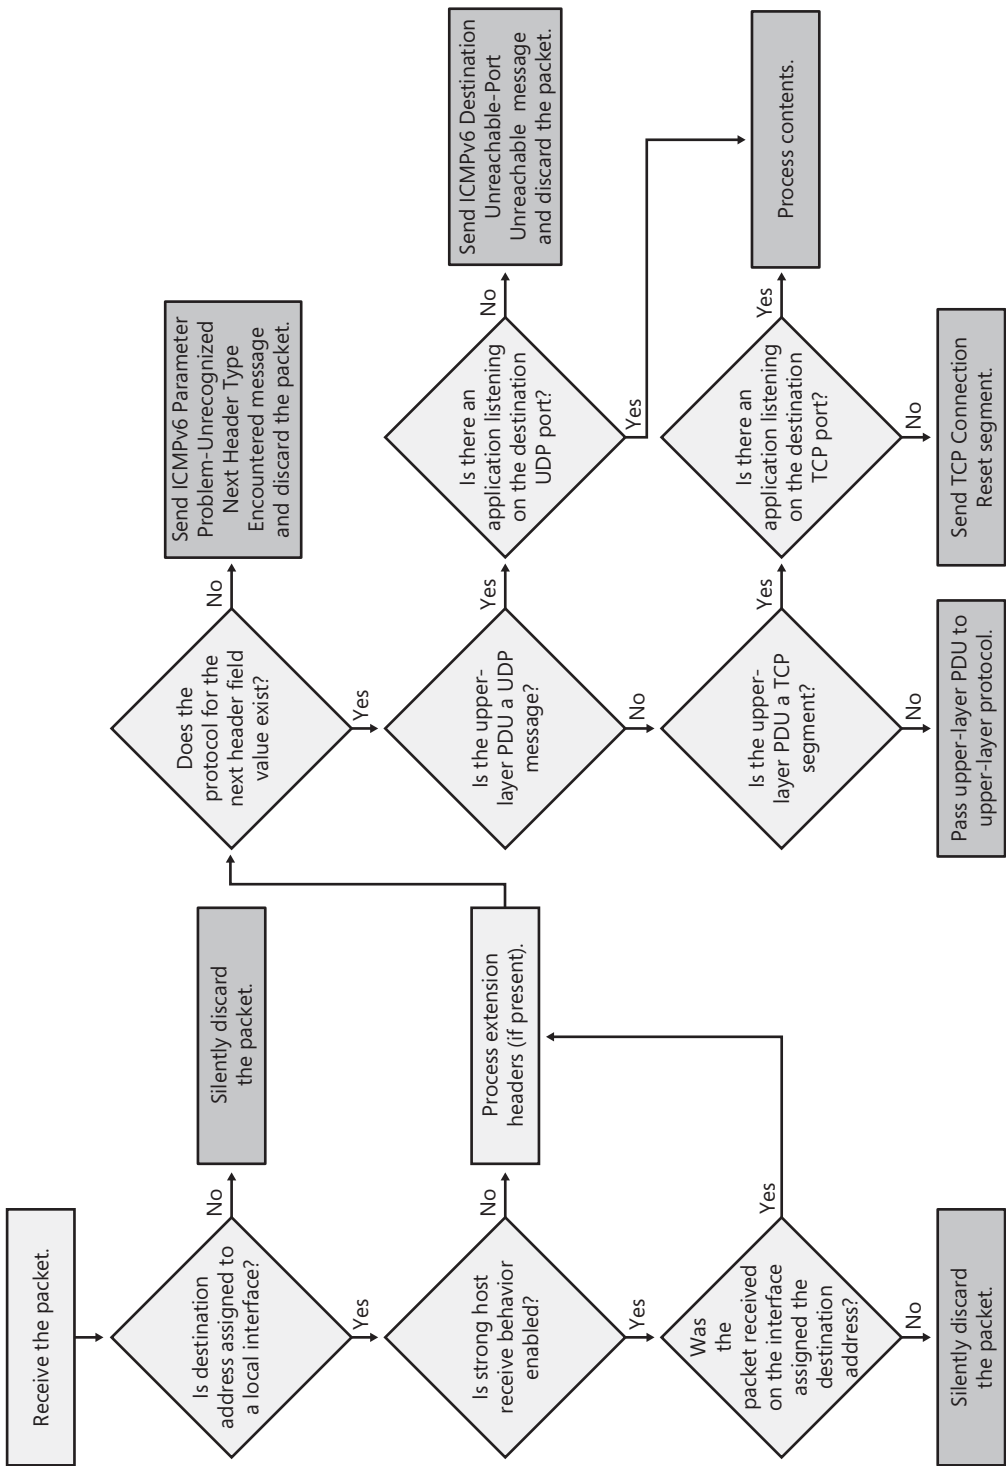 Receive the packet.
Is destination
address assigned to
a local interface?
No
Silently discard
the packet.
Yes
Is strong host
receive behavior
enabled?
No
Process extension
headers (if present).
Yes
Was
the
packet received
on the interface
assigned the
destination
address?
Yes
No
Silently discard
the packet.
Does the
protocol for the
next header field
value exist?
No
Send ICMPv6 Parameter
Problem-Unrecognized
Next Header Type
Encountered message
and discard the packet.
Yes
Is the upper-
layer PDU a UDP
message?
Yes
Is there an
application listening
on the destination
UDP port?
No
Send ICMPv6 Destination
Unreachable-Port
Unreachable message
and discard the packet.
Yes
No
Is the upper-
layer PDU a TCP
segment?
Yes
Is there an
application listening
on the destination
TCP port?
Yes
Process contents.
No
Pass upper-layer PDU to
upper-layer protocol.
No
Send TCP Connection
Reset segment.